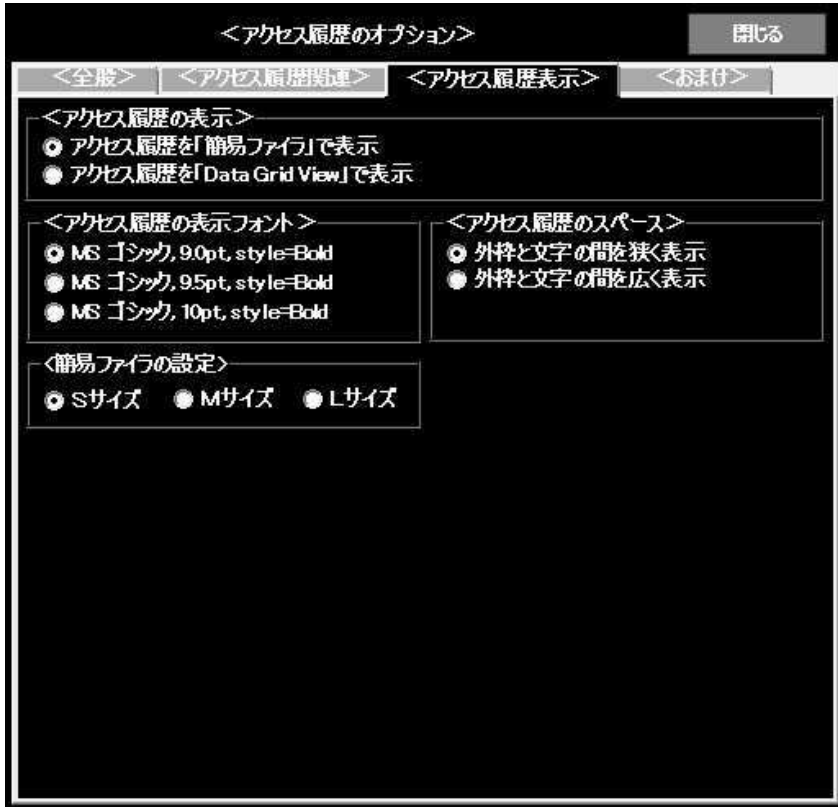 ＜アクセス履歴のオプション＞
閉じる
＜全般＞
＜アクセス履歴関連＞
＜アクセス履歴表示＞
＜おまけ＞
＜アクセス履歴の表示＞
アクセス履歴を「簡易ファイラ」で表示
アクセス履歴を「Data Grid View」で表示
＜アクセス履歴の表示フォント＞
MS ゴシック, 9.0pt, style=Bold
MS ゴシック, 9.5pt, style=Bold
MS ゴシック, 10pt, style=Bold
＜アクセス履歴のスペース＞
外枠と文字の間を狭く表示
外枠と文字の間を広く表示
＜簡易ファイラの設定＞
Sサイズ Mサイズ Lサイズ